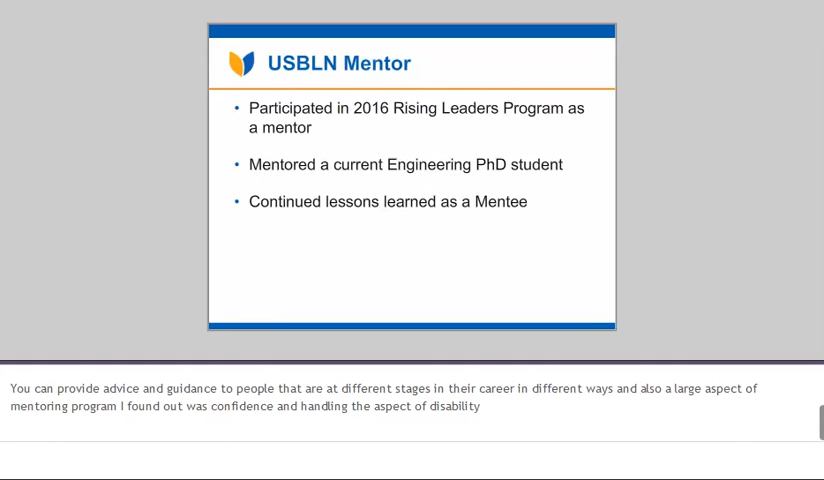 USBLN Mentor
• Participated in 2016 Rising Leaders Program as
a mentor
• Mentored a current Engineering PhD student
• Continued lessons learned as a Mentee
You can provide advice and guidance to people that are at different stages in their career in different ways and also a large aspect of
mentoring program I found out was confidence and handling the aspect of disability